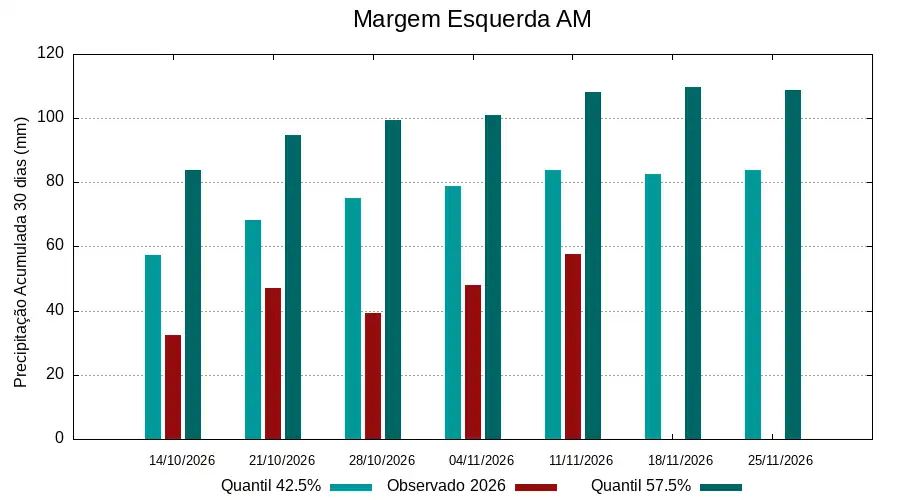 Margem Esquerda AM
Precipitação Acumulada 30 dias (mm)
120
100
80
60
40
20
0
14/10/2026 21/10/2026 28/10/2026 04/11/2026 11/11/2026 18/11/2026 25/11/2026
Quantil 42.5% Observado 2026 Quantil 57.5%